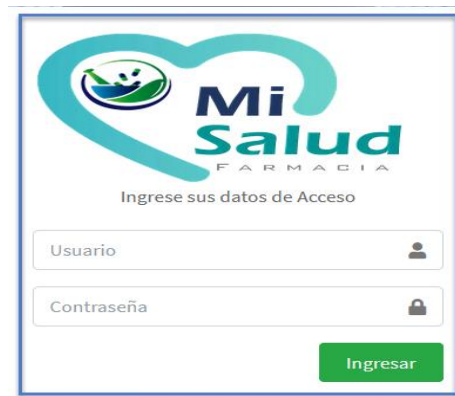 Mi
Salud
FARMACIA
Ingrese sus datos de Acceso
Usuario
Contraseña
Ingresar